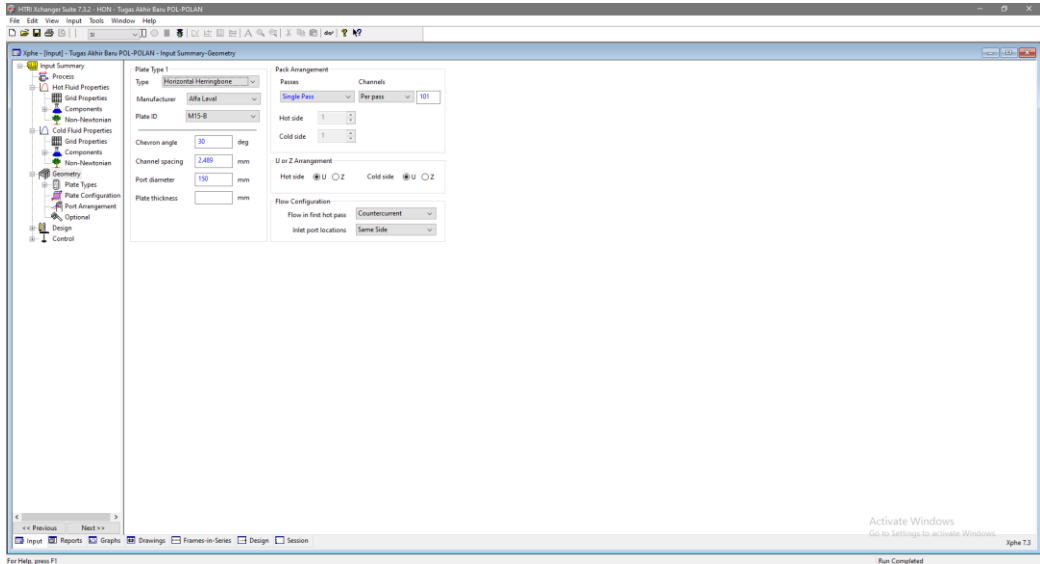 HTRI Xchanger Suite 7.3.2 - HON - Tugas Akhir Baru POL-POLAN
File Edit View Input Tools Window Help
SI
Xphe - [Input] - Tugas Akhir Baru POL-POLAN - Input Summary-Geometry
Input Summary
Process
Hot Fluid Properties
Grid Properties
Components
Non-Newtonian
Cold Fluid Properties
Grid Properties
Components
Non-Newtonian
Geometry
Plate Types
Plate Configuration
Port Arrangement
Optional
Design
Control
<< Previous Next >>
Plate Type 1
Type Horizontal Herringbone
Manufacturer Alfa Laval
Plate ID M15-B
Chevron angle 30 deg
Channel spacing 2.489 mm
Port diameter 150 mm
Plate thickness mm
Pack Arrangement
Passes Channels
Single Pass Per pass 101
Hot side 1
Cold side 1
U or Z Arrangement
Hot side U Z Cold side U Z
Flow Configuration
Flow in first hot pass Countercurrent
Inlet port locations Same Side
Activate Windows
Go to Settings to activate Windows.
Input Reports Graphs Drawings Frames-in-Series Design Session
Xphe 7.3
For Help, press F1 Run Completed